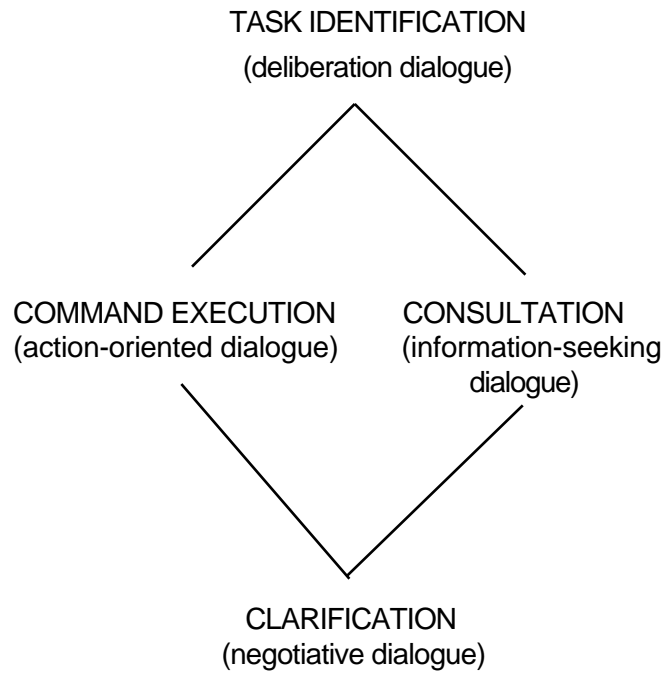 TASK IDENTIFICATION
(deliberation dialogue)
COMMAND EXECUTION
(action-oriented dialogue)
CONSULTATION
(information-seeking
dialogue)
CLARIFICATION
(negotiative dialogue)